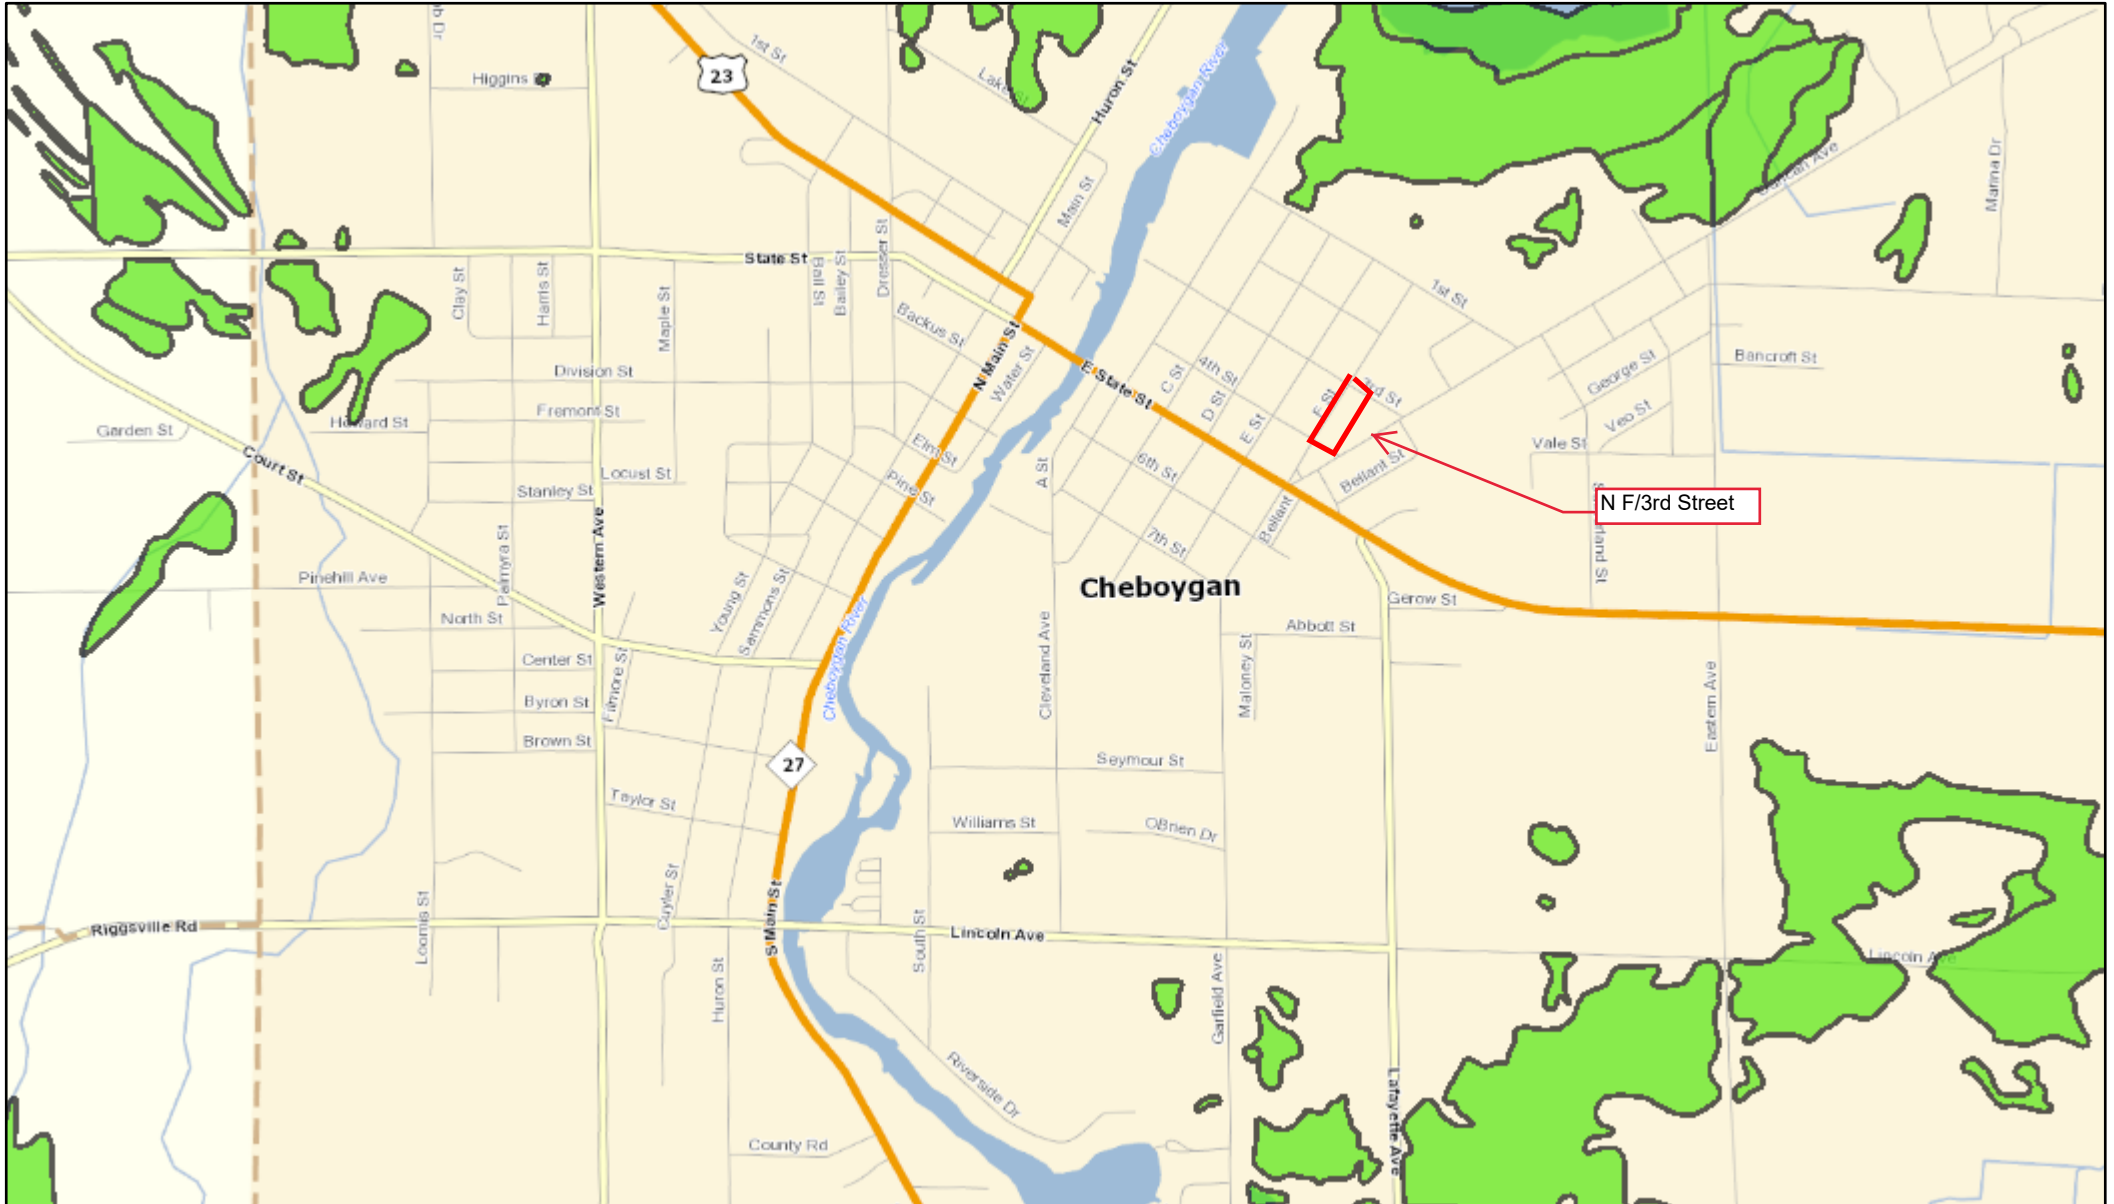 1st St
23
Higgins
Lake St
Huron St
Cheboygan River
Main St
Duncan Ave
Marina Dr
State St
Ball St
Bailey St
Dresser St
Clay St
Harris St
Maple St
Backus St
N Main St
Water St
E State St
1st St
Bancroft St
George St
Veo St
Vale St
Division St
Fremont St
Howard St
Garden St
Court St
Locust St
Stanley St
Elm St
Pine St
A St
C St
4th St
D St
E St
F St
3rd St
6th St
7th St
Bellant St
Bellant
N F/3rd Street
Palmyra St
Western Ave
Pinehill Ave
North St
Center St
Byron St
Brown St
Filmore St
Young St
Sammons St
Cheboygan River
Cheboygan
Cleveland Ave
Maloney St
Abbott St
Gerow St
Eastern Ave
27
Taylor St
Seymour St
Williams St
OBrien Dr
Cuyler St
S Main St
Riggsville Rd
Loomis St
Lincoln Ave
South St
Lincoln Ave
Huron St
Garfield Ave
Riverside Dr
Lafayette Ave
County Rd